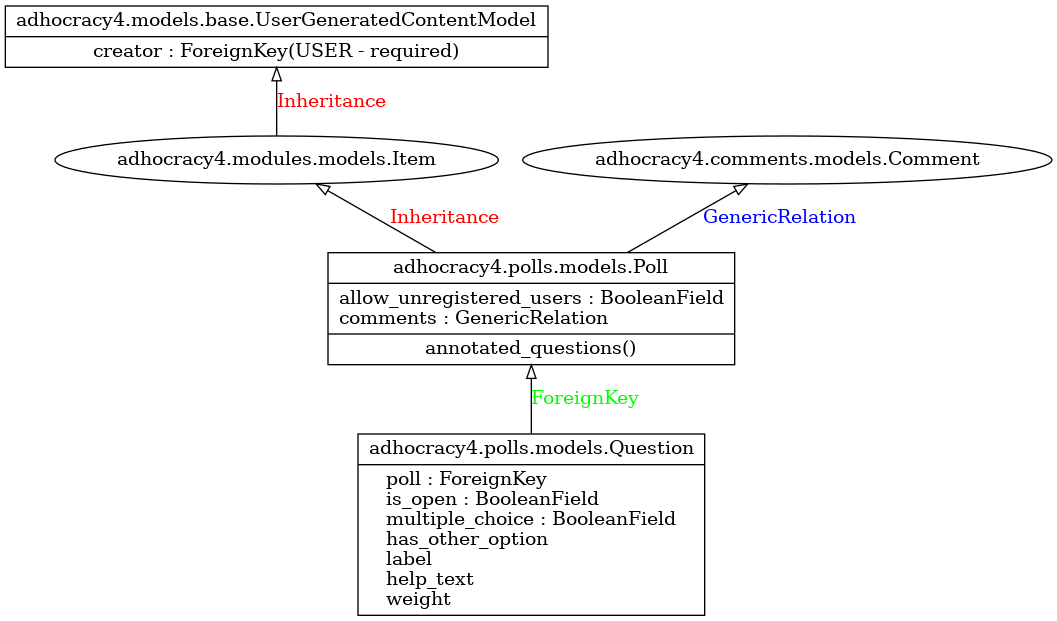 adhocracy4.models.base.UserGeneratedContentModel
creator : ForeignKey(USER - required)
Inheritance
adhocracy4.modules.models.Item
adhocracy4.comments.models.Comment
Inheritance
GenericRelation
adhocracy4.polls.models.Poll
allow_unregistered_users : BooleanField
comments : GenericRelation
annotated_questions()
ForeignKey
adhocracy4.polls.models.Question
poll : ForeignKey
is_open : BooleanField
multiple_choice : BooleanField
has_other_option
label
help_text
weight